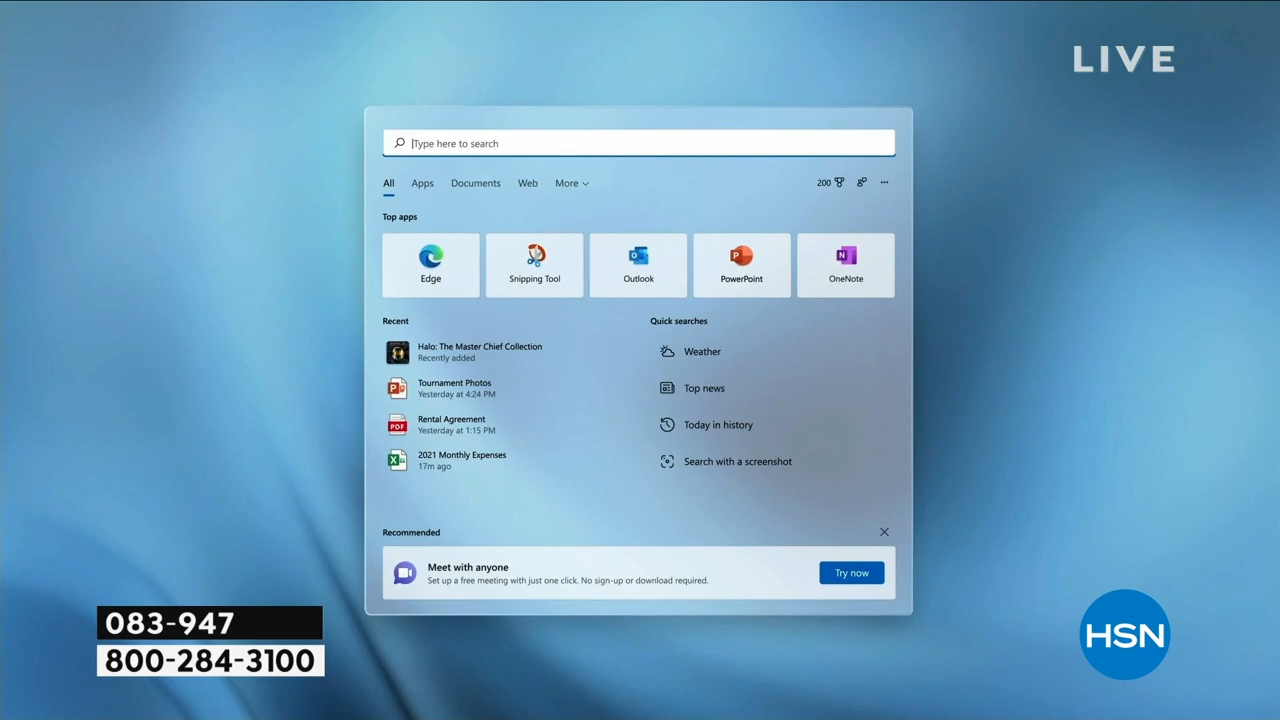 LIVE
Type here to search
All Apps Documents Web More
200
Top apps
Edge Snipping Tool Outlook PowerPoint OneNote
Recent
Halo: The Master Chief Collection
Recently added
Tournament Photos
Yesterday at 4:24 PM
Rental Agreement
Yesterday at 1:15 PM
2021 Monthly Expenses
17m ago
Quick searches
Weather
Top news
Today in history
Search with a screenshot
Recommended
Meet with anyone
Set up a free meeting with just one click. No sign-up or download required.
Try now
083-947
800-284-3100
HSN